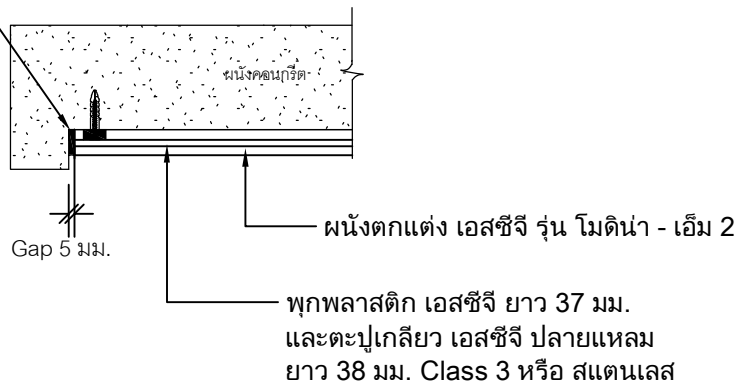 ผนังคอนกรีต
ผนังตกแต่ง เอสซีจี รุ่น โมดิน่า - เอ็ม 2
Gap 5 มม.
พุกพลาสติก เอสซีจี ยาว 37 มม.
และตะปูเกลียว เอสซีจี ปลายแหลม
ยาว 38 มม. Class 3 หรือ สแตนเลส